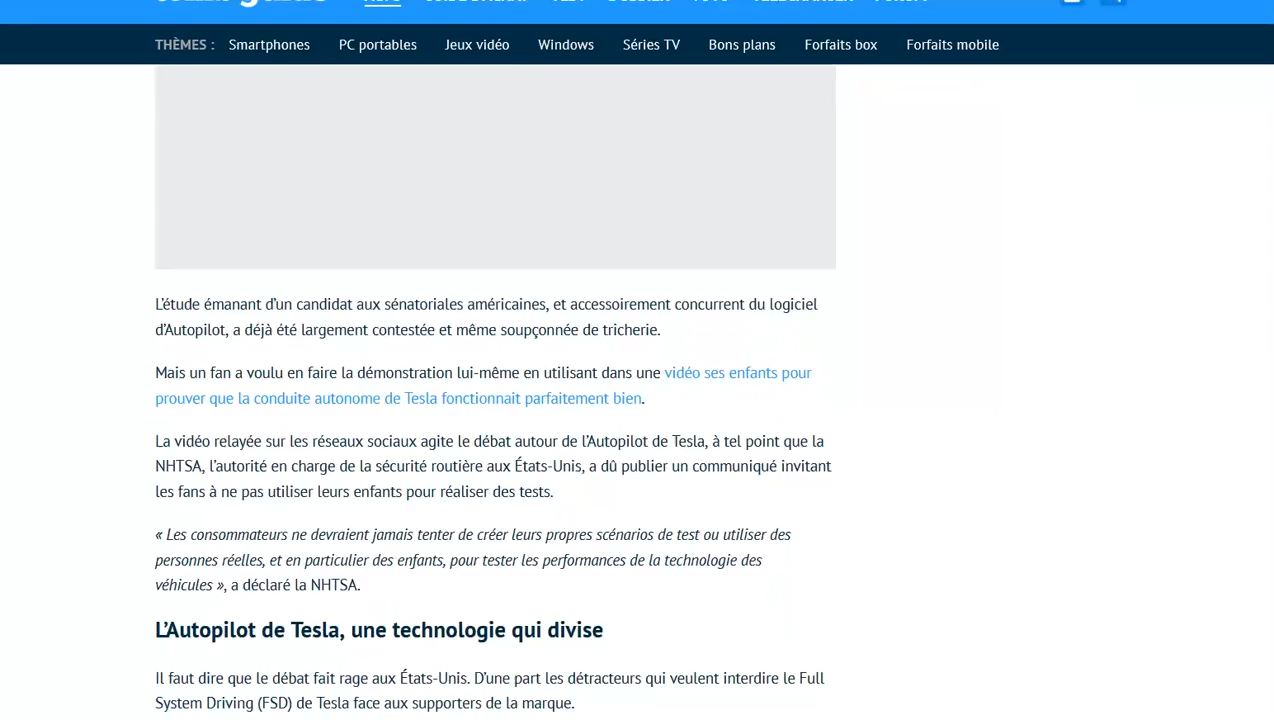 THÈMES : Smartphones PC portables Jeux vidéo Windows Séries TV Bons plans Forfaits box Forfaits mobile
L’étude émanant d’un candidat aux sénatoriales américaines, et accessoirement concurrent du logiciel
d’Autopilot, a déjà été largement contestée et même soupçonnée de tricherie.
Mais un fan a voulu en faire la démonstration lui-même en utilisant dans une vidéo ses enfants pour
prouver que la conduite autonome de Tesla fonctionnait parfaitement bien.
La vidéo relayée sur les réseaux sociaux agite le débat autour de l’Autopilot de Tesla, à tel point que la
NHTSA, l’autorité en charge de la sécurité routière aux États-Unis, a dû publier un communiqué invitant
les fans à ne pas utiliser leurs enfants pour réaliser des tests.
« Les consommateurs ne devraient jamais tenter de créer leurs propres scénarios de test ou utiliser des
personnes réelles, et en particulier des enfants, pour tester les performances de la technologie des
véhicules », a déclaré la NHTSA.
L’Autopilot de Tesla, une technologie qui divise
Il faut dire que le débat fait rage aux États-Unis. D’une part les détracteurs qui veulent interdire le Full
System Driving (FSD) de Tesla face aux supporters de la marque.